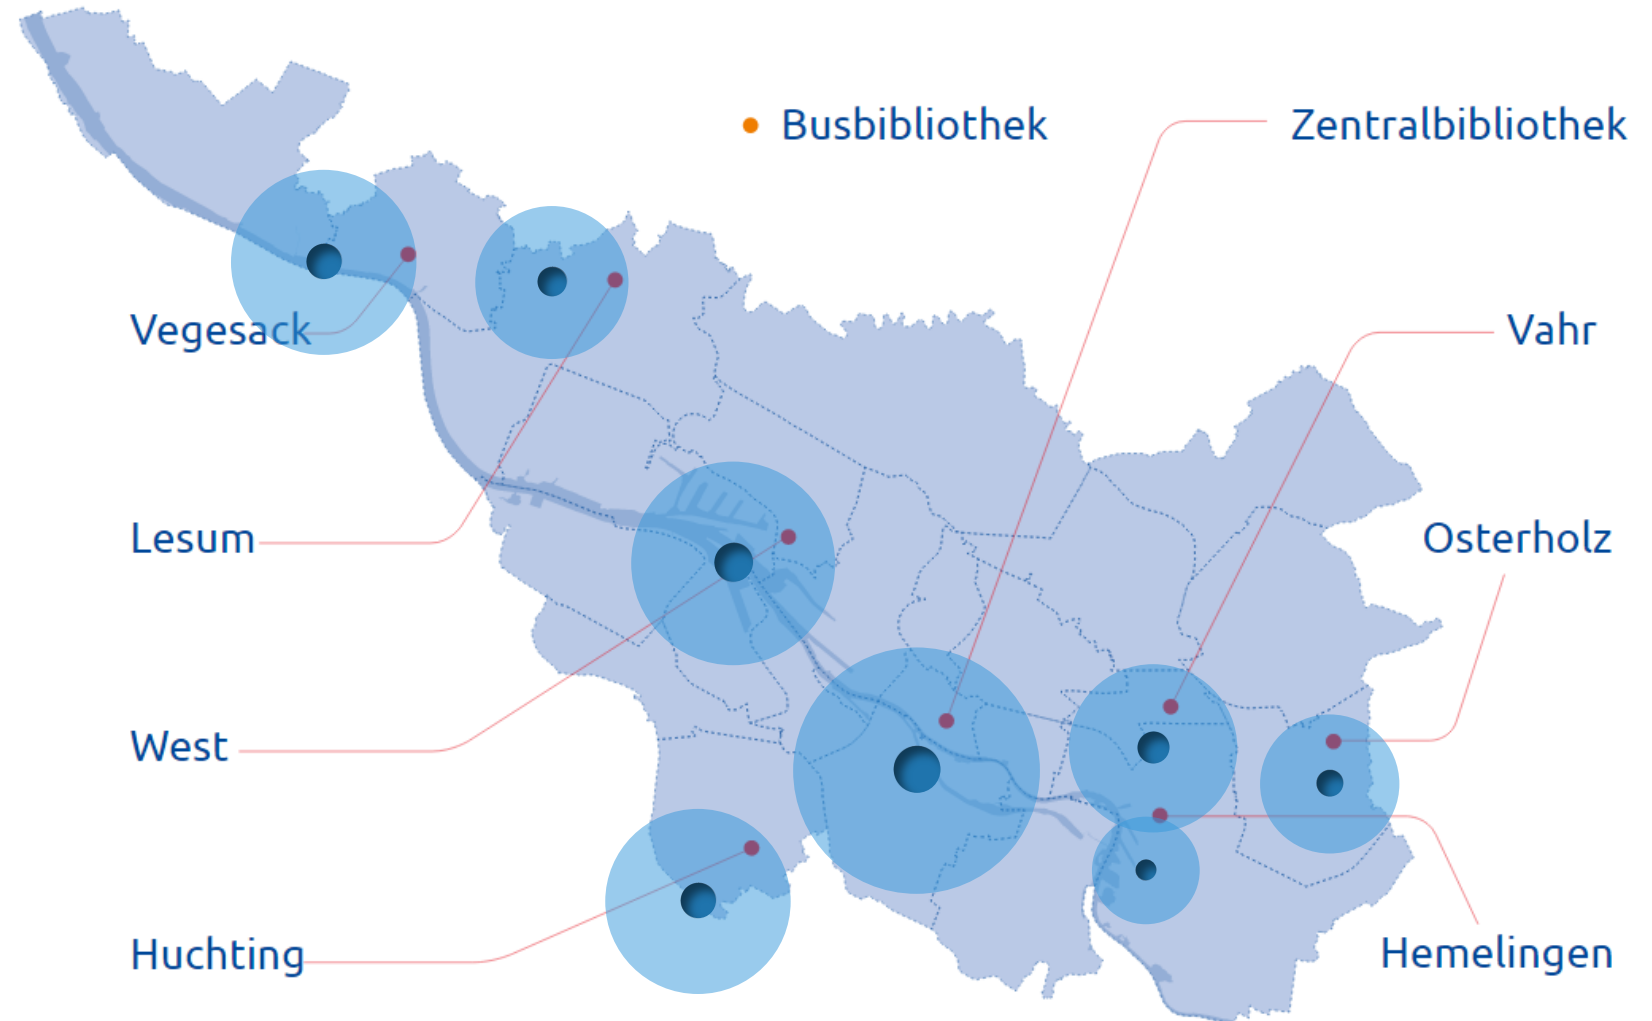 Busbibliothek
Zentralbibliothek
Vegesack
Vahr
Lesum
Osterholz
West
Huchting
Hemelingen